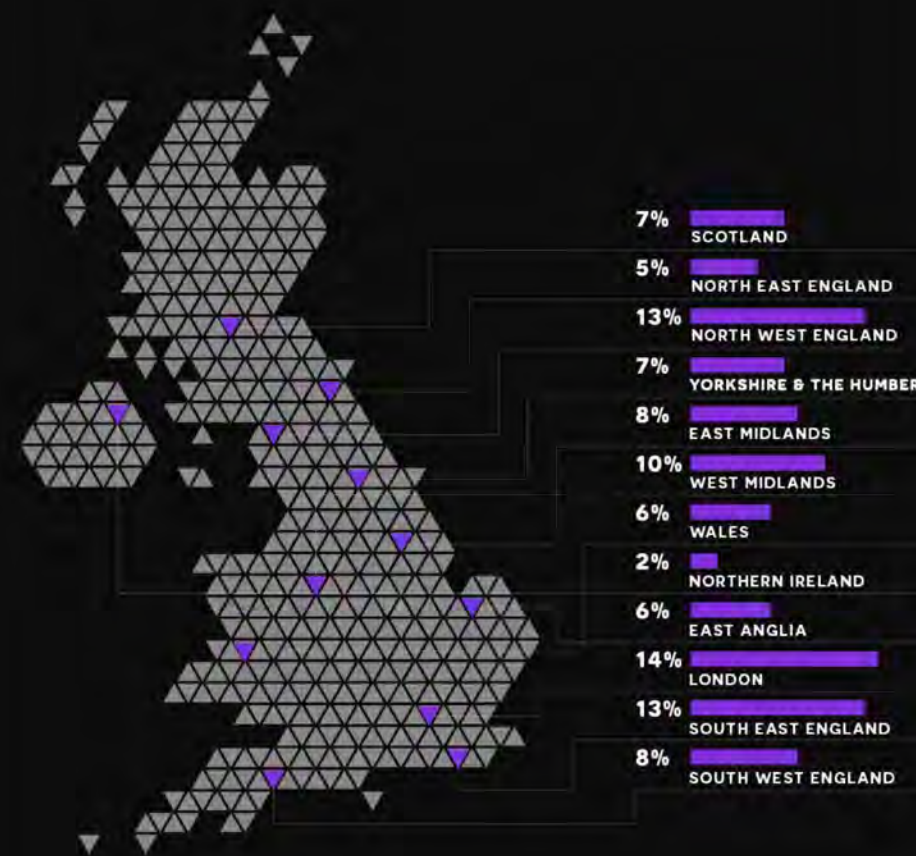 7%
SCOTLAND
5%
NORTH EAST ENGLAND
13%
NORTH WEST ENGLAND
7%
YORKSHIRE & THE HUMBER
8%
EAST MIDLANDS
10%
WEST MIDLANDS
6%
WALES
2%
NORTHERN IRELAND
6%
EAST ANGLIA
14%
LONDON
13%
SOUTH EAST ENGLAND
8%
SOUTH WEST ENGLAND